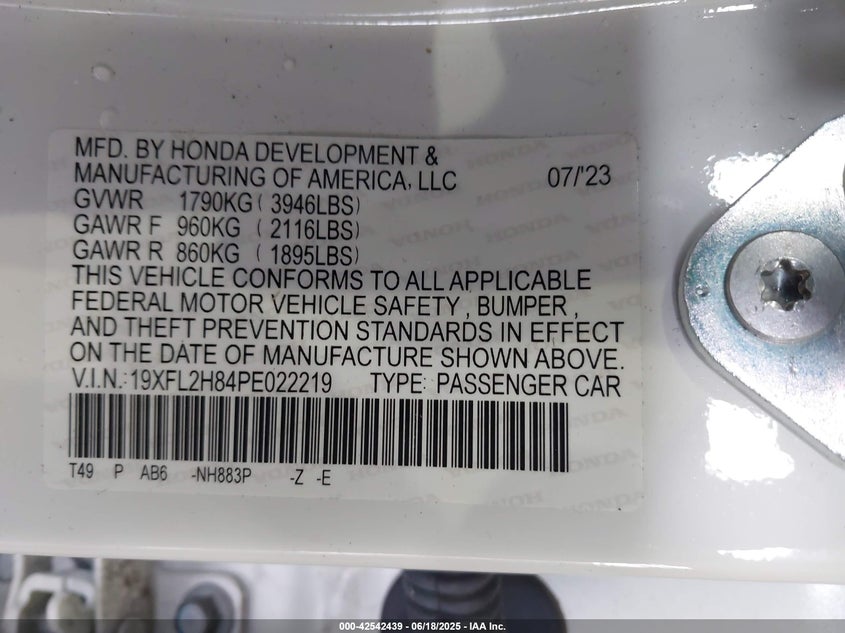 MFD. BY HONDA DEVELOPMENT &
MANUFACTURING OF AMERICA, LLC 07/'23
GVWR 1790KG ( 3946LBS)
GAWR F 960KG ( 2116LBS)
GAWR R 860KG ( 1895LBS)
THIS VEHICLE CONFORMS TO ALL APPLICABLE
FEDERAL MOTOR VEHICLE SAFETY , BUMPER ,
AND THEFT PREVENTION STANDARDS IN EFFECT
ON THE DATE OF MANUFACTURE SHOWN ABOVE.
V.I.N.: 19XFL2H84PE022219 TYPE: PASSENGER CAR
T49 P AB6 -NH883P -Z -E
000-42542439 - 06/18/2025 - IAA Inc.